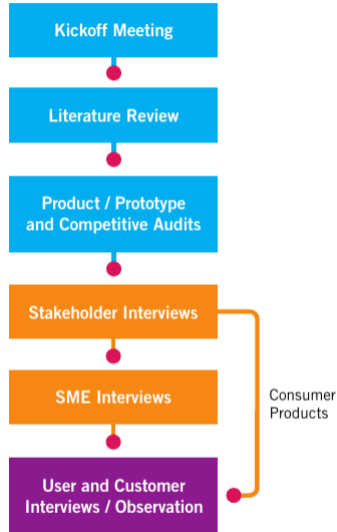 Kickoff Meeting
Literature Review
Product / Prototype
and Competitive Audits
Stakeholder Interviews
SME Interviews
Consumer
Products
User and Customer
Interviews / Observation